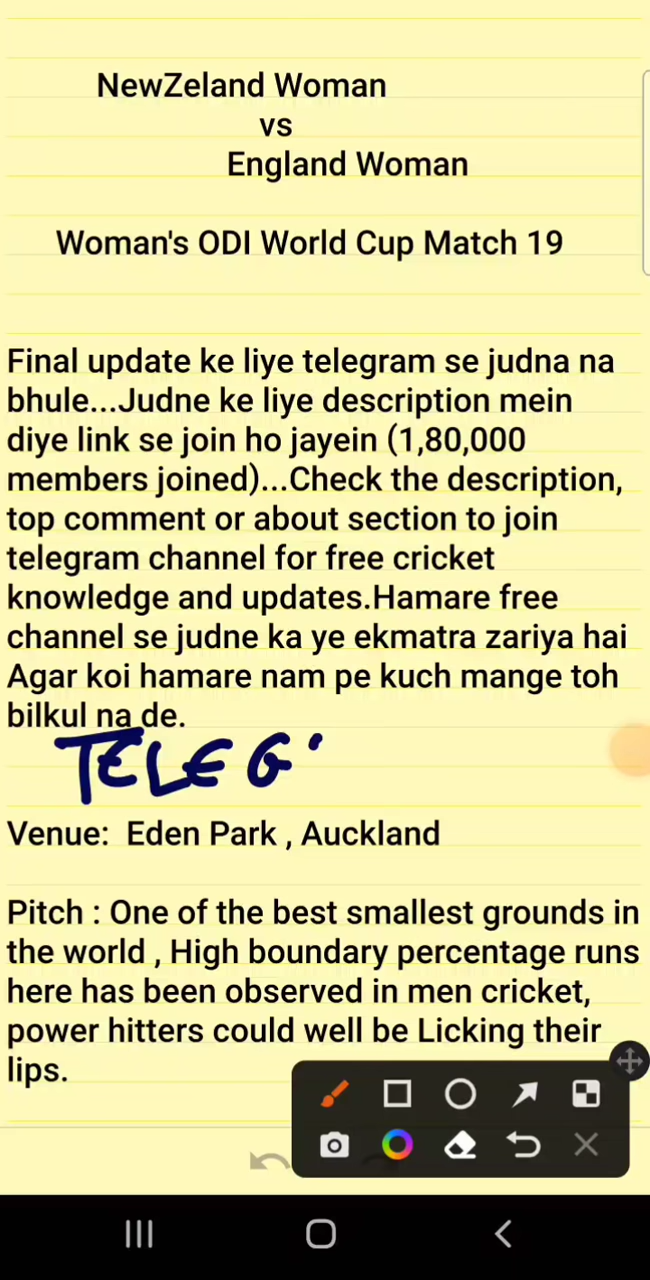 NewZeland Woman
vs
England Woman
Woman's ODI World Cup Match 19
Final update ke liye telegram se judna na
bhule...Judne ke liye description mein
diye link se join ho jayein (1,80,000
members joined)...Check the description,
top comment or about section to join
telegram channel for free cricket
knowledge and updates.Hamare free
channel se judne ka ye ekmatra zariya hai
Agar koi hamare nam pe kuch mange toh
bilkul na de.
TELEG
Venue: Eden Park , Auckland
Pitch : One of the best smallest grounds in
the world , High boundary percentage runs
here has been observed in men cricket,
power hitters could well be Licking their
lips.